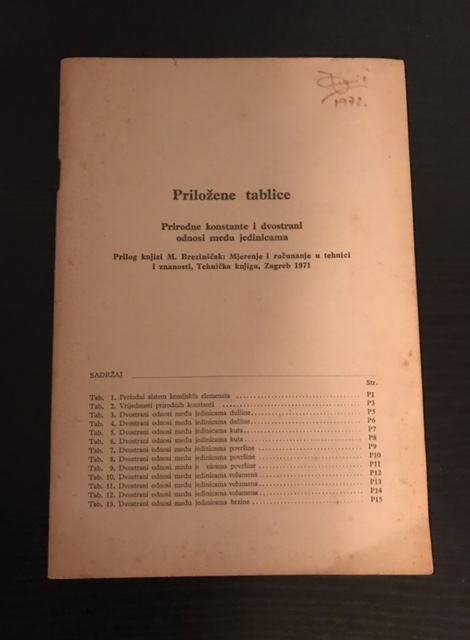 1972.
Priložene tablice
Prirodne konstante i dvostrani
odnosi među jedinicama
Prilog knjizi M. Brezinšćak: Mjerenje i računanje u tehnici
i znanosti, Tehnička knjiga, Zagreb 1971
SADRŽAJ
Str.
Tab. 1. Periodni sistem kemijskih elemenata P1
Tab. 2. Vrijednosti prirodnih konstanti P3
Tab. 3. Dvostrani odnosi među jedinicama dužine P5
Tab. 4. Dvostrani odnosi među jedinicama dužine P6
Tab. 5. Dvostrani odnosi među jedinicama kuta P7
Tab. 6. Dvostrani odnosi među jedinicama kuta P8
Tab. 7. Dvostrani odnosi među jedinicama površine P9
Tab. 8. Dvostrani odnosi među jedinicama površine P10
Tab. 9. Dvostrani odnosi među površine P11
Tab. 10. Dvostrani odnosi među jedinicama volumena P12
Tab. 11. Dvostrani odnosi među jedinicama volumena P13
Tab. 12. Dvostrani odnosi među jedinicama volumena P14
Tab. 13. Dvostrani odnosi među jedinicama brzine P15